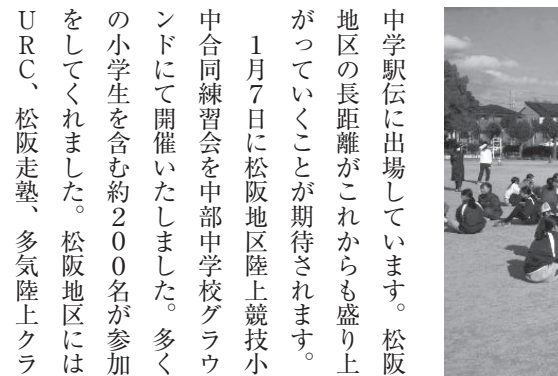 中学駅伝に出場しています。松阪
地区の長距離がこれからも盛り上
がっていくことが期待されます。
　１月７日に松阪地区陸上競技小
中合同練習会を中部中学校グラウ
ンドにて開催いたしました。多く
の小学生を含む約２００名が参加
をしてくれました。松阪地区には
ＵＲＣ、松阪走塾、多気陸上クラ